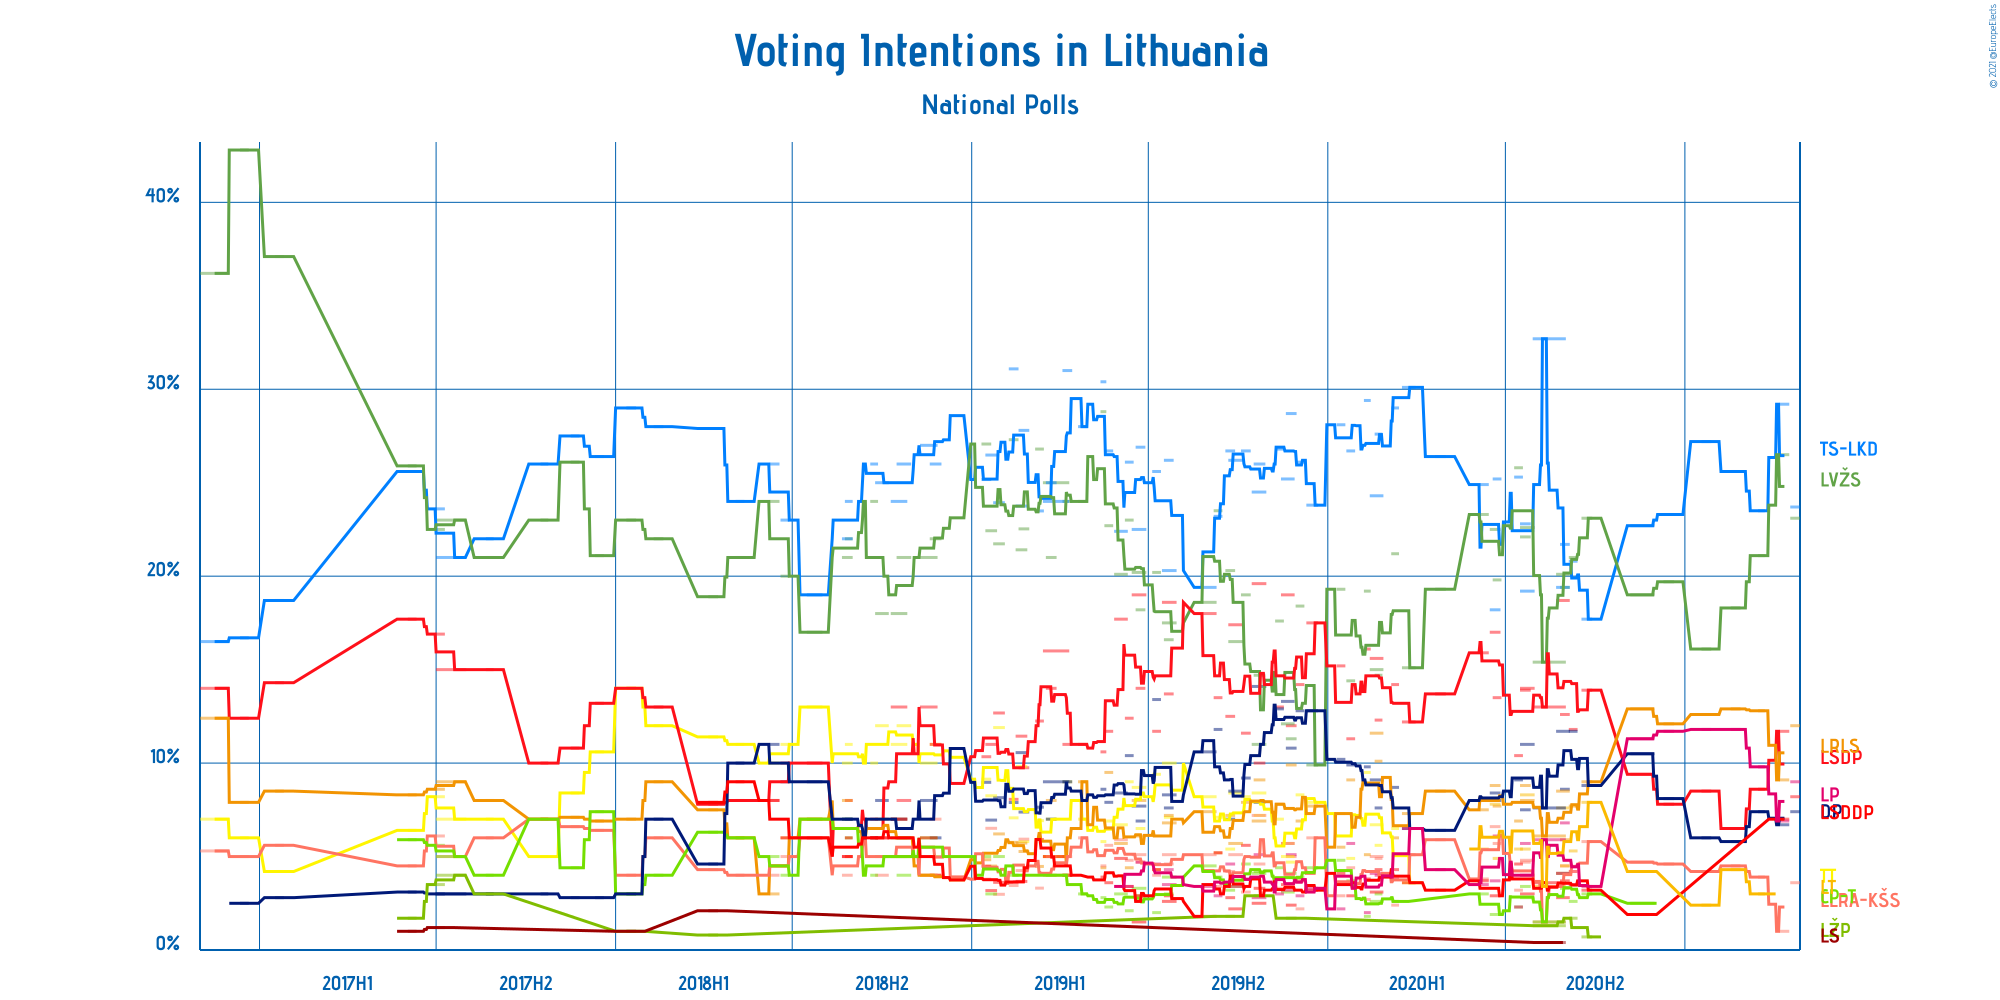 Voting Intentions in Lithuania
National Polls
© 2021 @EuropeElects
40%
30%
20%
10%
0%
TS-LKD
LVŽS
LRLS
LSDP
LP
DP
LSDDP
TT
LLRA-KŠS
LŽP
LS
2017H1
2017H2
2018H1
2018H2
2019H1
2019H2
2020H1
2020H2